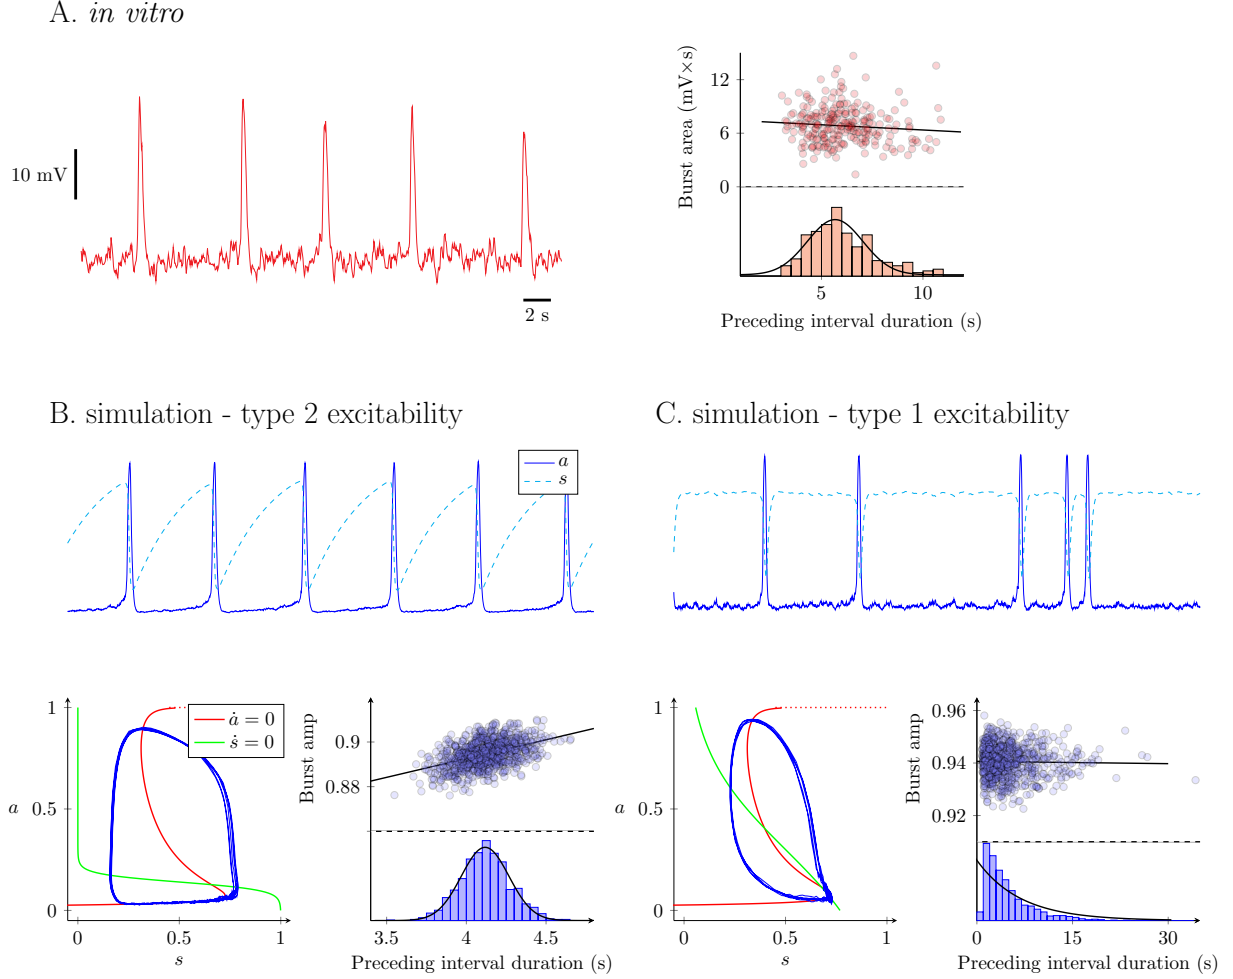 A. in vitro
10 mV
2 s
Burst area (mV×s)
12
6
0
5
10
Preceding interval duration (s)
B. simulation - type 2 excitability
a
s
C. simulation - type 1 excitability
1
0.5
0
a
ȧ = 0
ṡ = 0
0
0.5
1
s
Burst amp
0.9
0.88
3.5
4
4.5
Preceding interval duration (s)
1
0.5
0
a
0
0.5
1
s
Burst amp
0.96
0.94
0.92
0
15
30
Preceding interval duration (s)